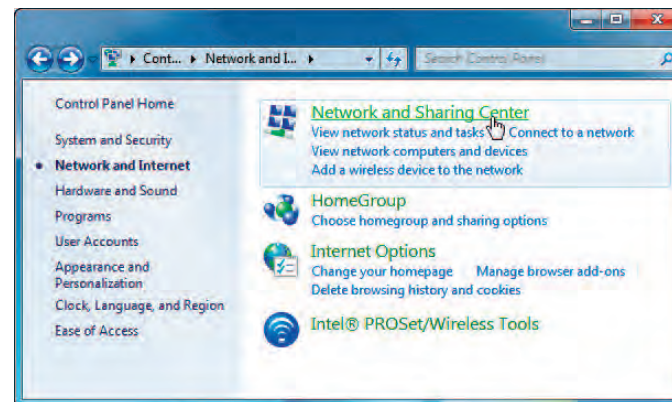 Cont... Network and I... Search Control Panel
Control Panel Home
System and Security
Network and Internet
Hardware and Sound
Programs
User Accounts
Appearance and
Personalization
Clock, Language, and Region
Ease of Access
Network and Sharing Center
View network status and tasks Connect to a network
View network computers and devices
Add a wireless device to the network
HomeGroup
Choose homegroup and sharing options
Internet Options
Change your homepage Manage browser add-ons
Delete browsing history and cookies
Intel® PROSet/Wireless Tools